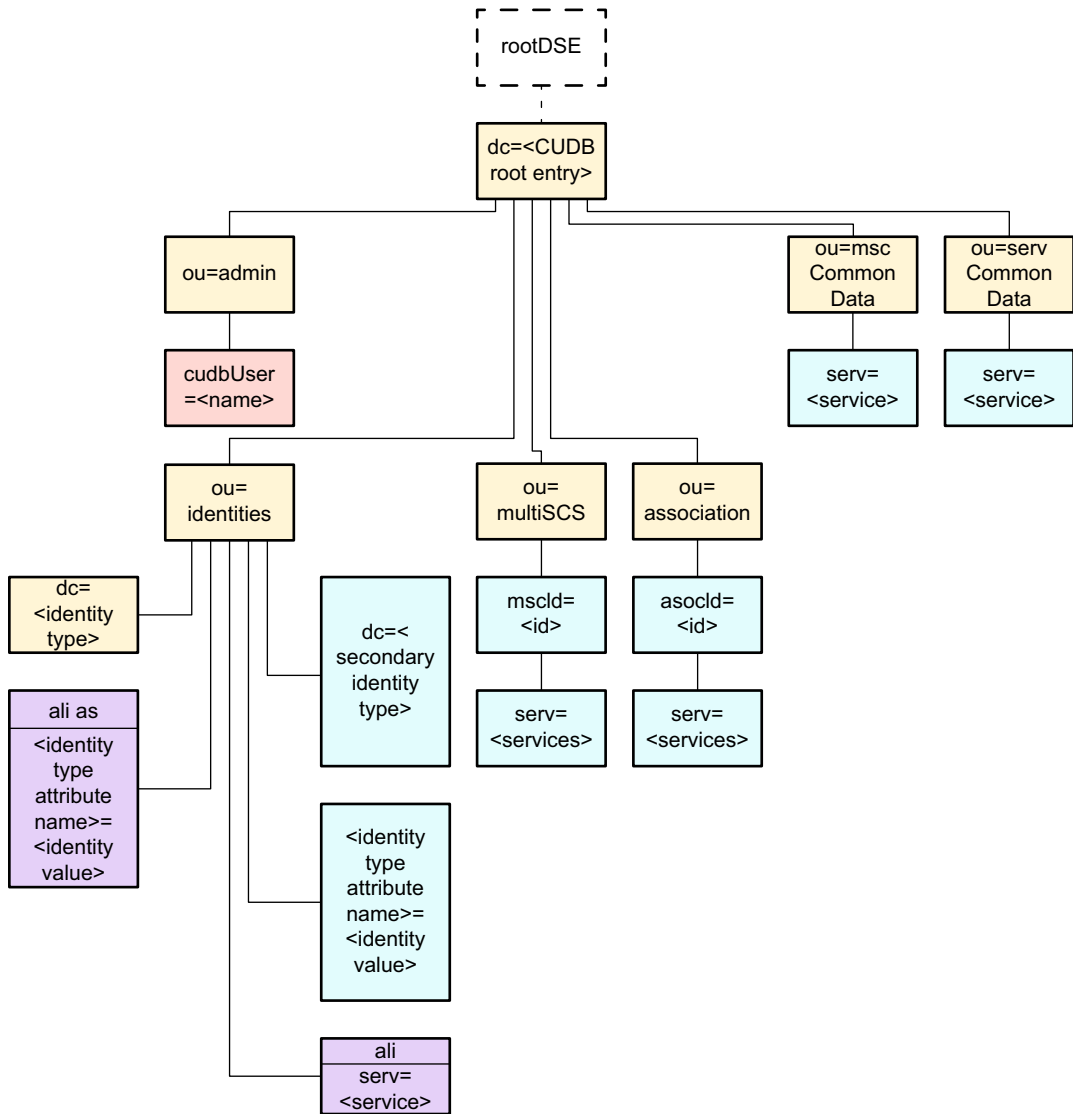 rootDSE
dc=<CUDB
root entry>
ou=admin
ou=msc
Common
Data
ou=serv
Common
Data
cudbUser
=<name>
serv=
<service>
serv=
<service>
ou=
identities
ou=
multiSCS
ou=
association
dc=
<identity
type>
dc=<
secondary
identity
type>
mscId=
<id>
asocId=
<id>
ali as
<identity
type
attribute
name>=
<identity
value>
serv=
<services>
serv=
<services>
<identity
type
attribute
name>=
<identity
value>
ali
serv=
<service>